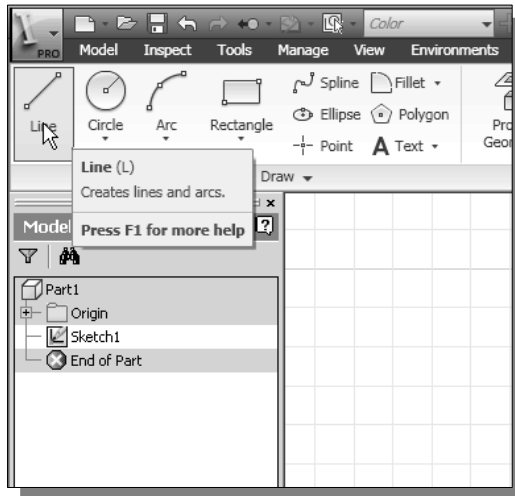 Color
PRO Model Inspect Tools Manage View Environments
Line Circle Arc Rectangle
Spline Fillet
Ellipse Polygon
Point A Text
Draw
Line (L)
Creates lines and arcs.
Press F1 for more help
Model
Part1
Origin
Sketch1
End of Part